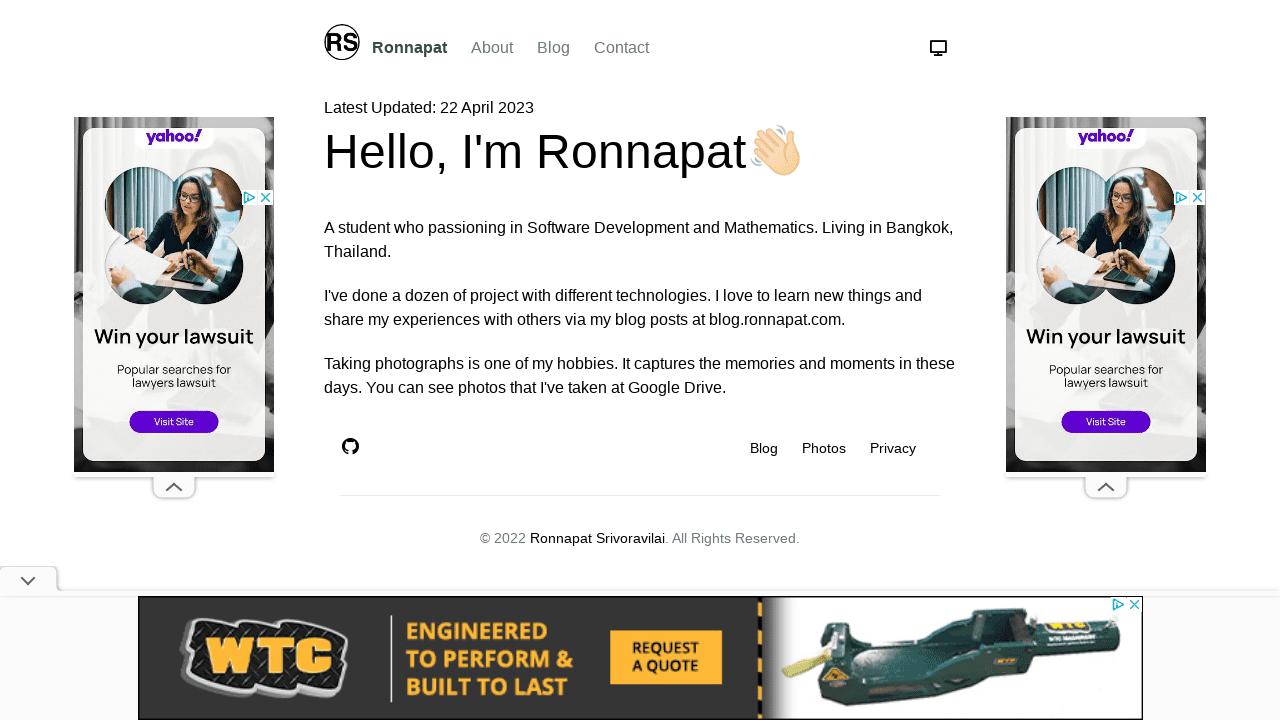 RS
Ronnapat About Blog Contact
Latest Updated: 22 April 2023
Hello, I'm Ronnapat👋🏻
A student who passioning in Software Development and Mathematics. Living in Bangkok,
Thailand.
I've done a dozen of project with different technologies. I love to learn new things and
share my experiences with others via my blog posts at blog.ronnapat.com.
Taking photographs is one of my hobbies. It captures the memories and moments in these
days. You can see photos that I've taken at Google Drive.
Blog Photos Privacy
© 2022 Ronnapat Srivoravilai. All Rights Reserved.
yahoo!
Win your lawsuit
Popular searches for
lawyers lawsuit
Visit Site
yahoo!
Win your lawsuit
Popular searches for
lawyers lawsuit
Visit Site
WTC
ENGINEERED
TO PERFORM &
BUILT TO LAST
REQUEST
A QUOTE